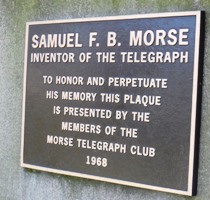 SAMUEL F. B. MORSE
INVENTOR OF THE TELEGRAPH
TO HONOR AND PERPETUATE
HIS MEMORY THIS PLAQUE
IS PRESENTED BY THE
MEMBERS OF THE
MORSE TELEGRAPH CLUB
1968